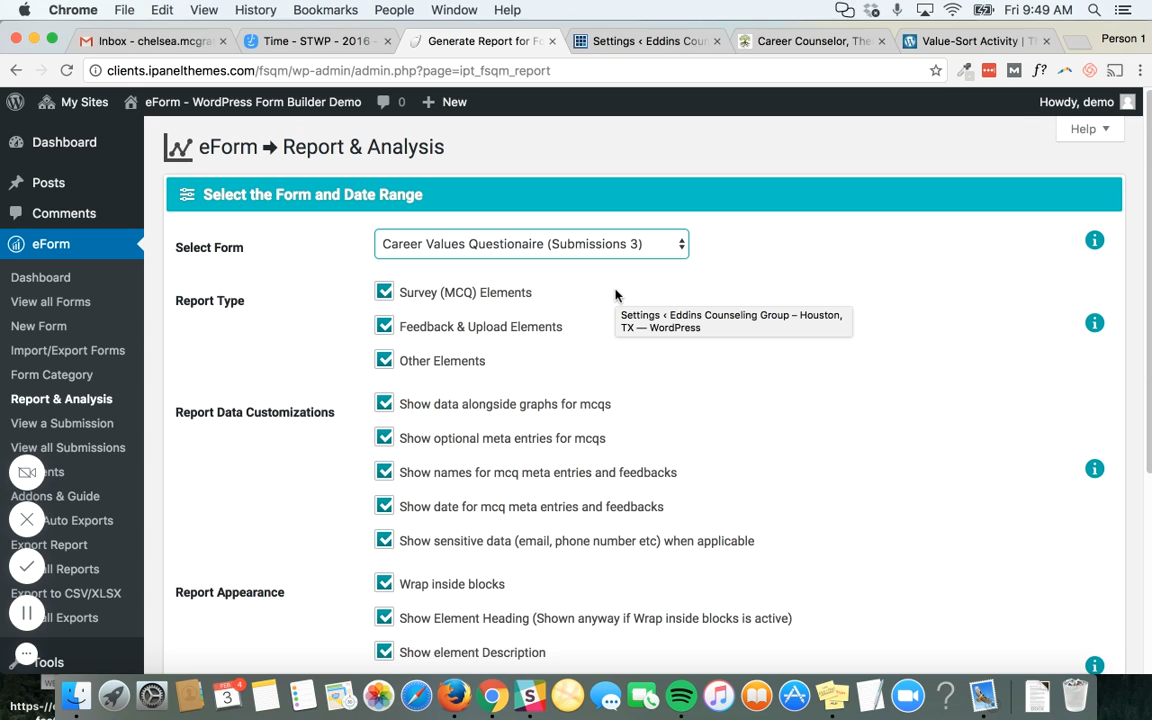 Chrome File Edit View History Bookmarks People Window Help Fri 9:49 AM
Inbox - chelsea.mcgra Time - STWP - 2016 - Generate Report for Fo Settings ‹ Eddins Coun Career Counselor, The Value-Sort Activity | T Person 1
clients.ipanelthemes.com/fsqm/wp-admin/admin.php?page=ipt_fsqm_report
My Sites eForm - WordPress Form Builder Demo 0 New Howdy, demo
Help
Dashboard
Posts
Comments
eForm
Dashboard
View all Forms
New Form
Import/Export Forms
Form Category
Report & Analysis
View a Submission
View all Submissions
ents
Addons & Guide
Auto Exports
Export Report
all Reports
Export to CSV/XLSX
all Exports
Tools
eForm Report & Analysis
Select the Form and Date Range
Select Form Career Values Questionaire (Submissions 3)
Report Type
Survey (MCQ) Elements
Feedback & Upload Elements
Other Elements
Settings ‹ Eddins Counseling Group – Houston,
TX — WordPress
Report Data Customizations
Show data alongside graphs for mcqs
Show optional meta entries for mcqs
Show names for mcq meta entries and feedbacks
Show date for mcq meta entries and feedbacks
Show sensitive data (email, phone number etc) when applicable
Report Appearance
Wrap inside blocks
Show Element Heading (Shown anyway if Wrap inside blocks is active)
Show element Description
FEB 4
3